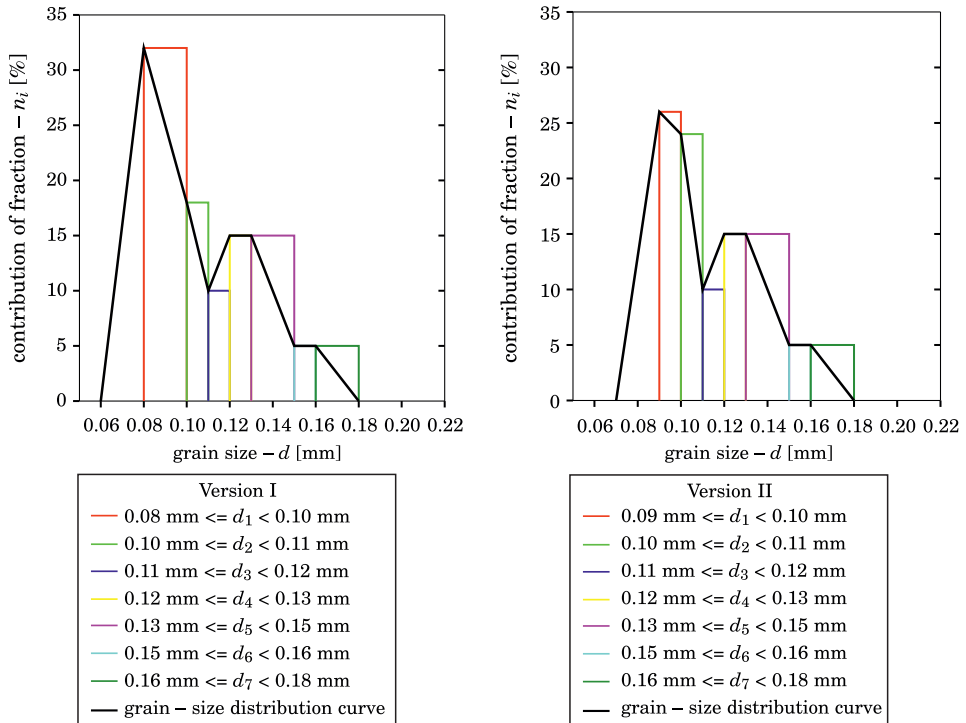 contribution of fraction – n_i [%]
35
30
25
20
15
10
5
0
0.06 0.08 0.10 0.12 0.14 0.16 0.18 0.20 0.22
grain size – d [mm]
Version I
0.08 mm <= d_1 < 0.10 mm
0.10 mm <= d_2 < 0.11 mm
0.11 mm <= d_3 < 0.12 mm
0.12 mm <= d_4 < 0.13 mm
0.13 mm <= d_5 < 0.15 mm
0.15 mm <= d_6 < 0.16 mm
0.16 mm <= d_7 < 0.18 mm
grain – size distribution curve
contribution of fraction – n_i [%]
35
30
25
20
15
10
5
0
0.06 0.08 0.10 0.12 0.14 0.16 0.18 0.20 0.22
grain size – d [mm]
Version II
0.09 mm <= d_1 < 0.10 mm
0.10 mm <= d_2 < 0.11 mm
0.11 mm <= d_3 < 0.12 mm
0.12 mm <= d_4 < 0.13 mm
0.13 mm <= d_5 < 0.15 mm
0.15 mm <= d_6 < 0.16 mm
0.16 mm <= d_7 < 0.18 mm
grain – size distribution curve